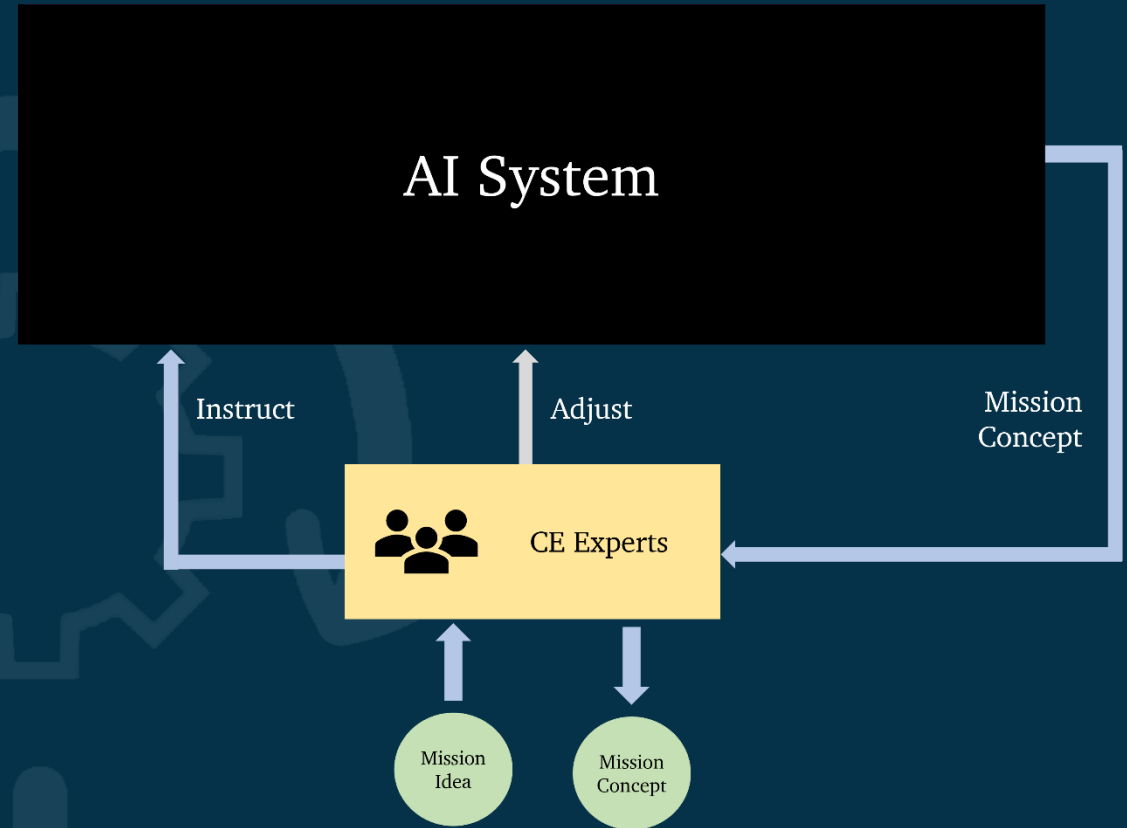 AI System
Instruct
Adjust
Mission
Concept
CE Experts
Mission
Idea
Mission
Concept